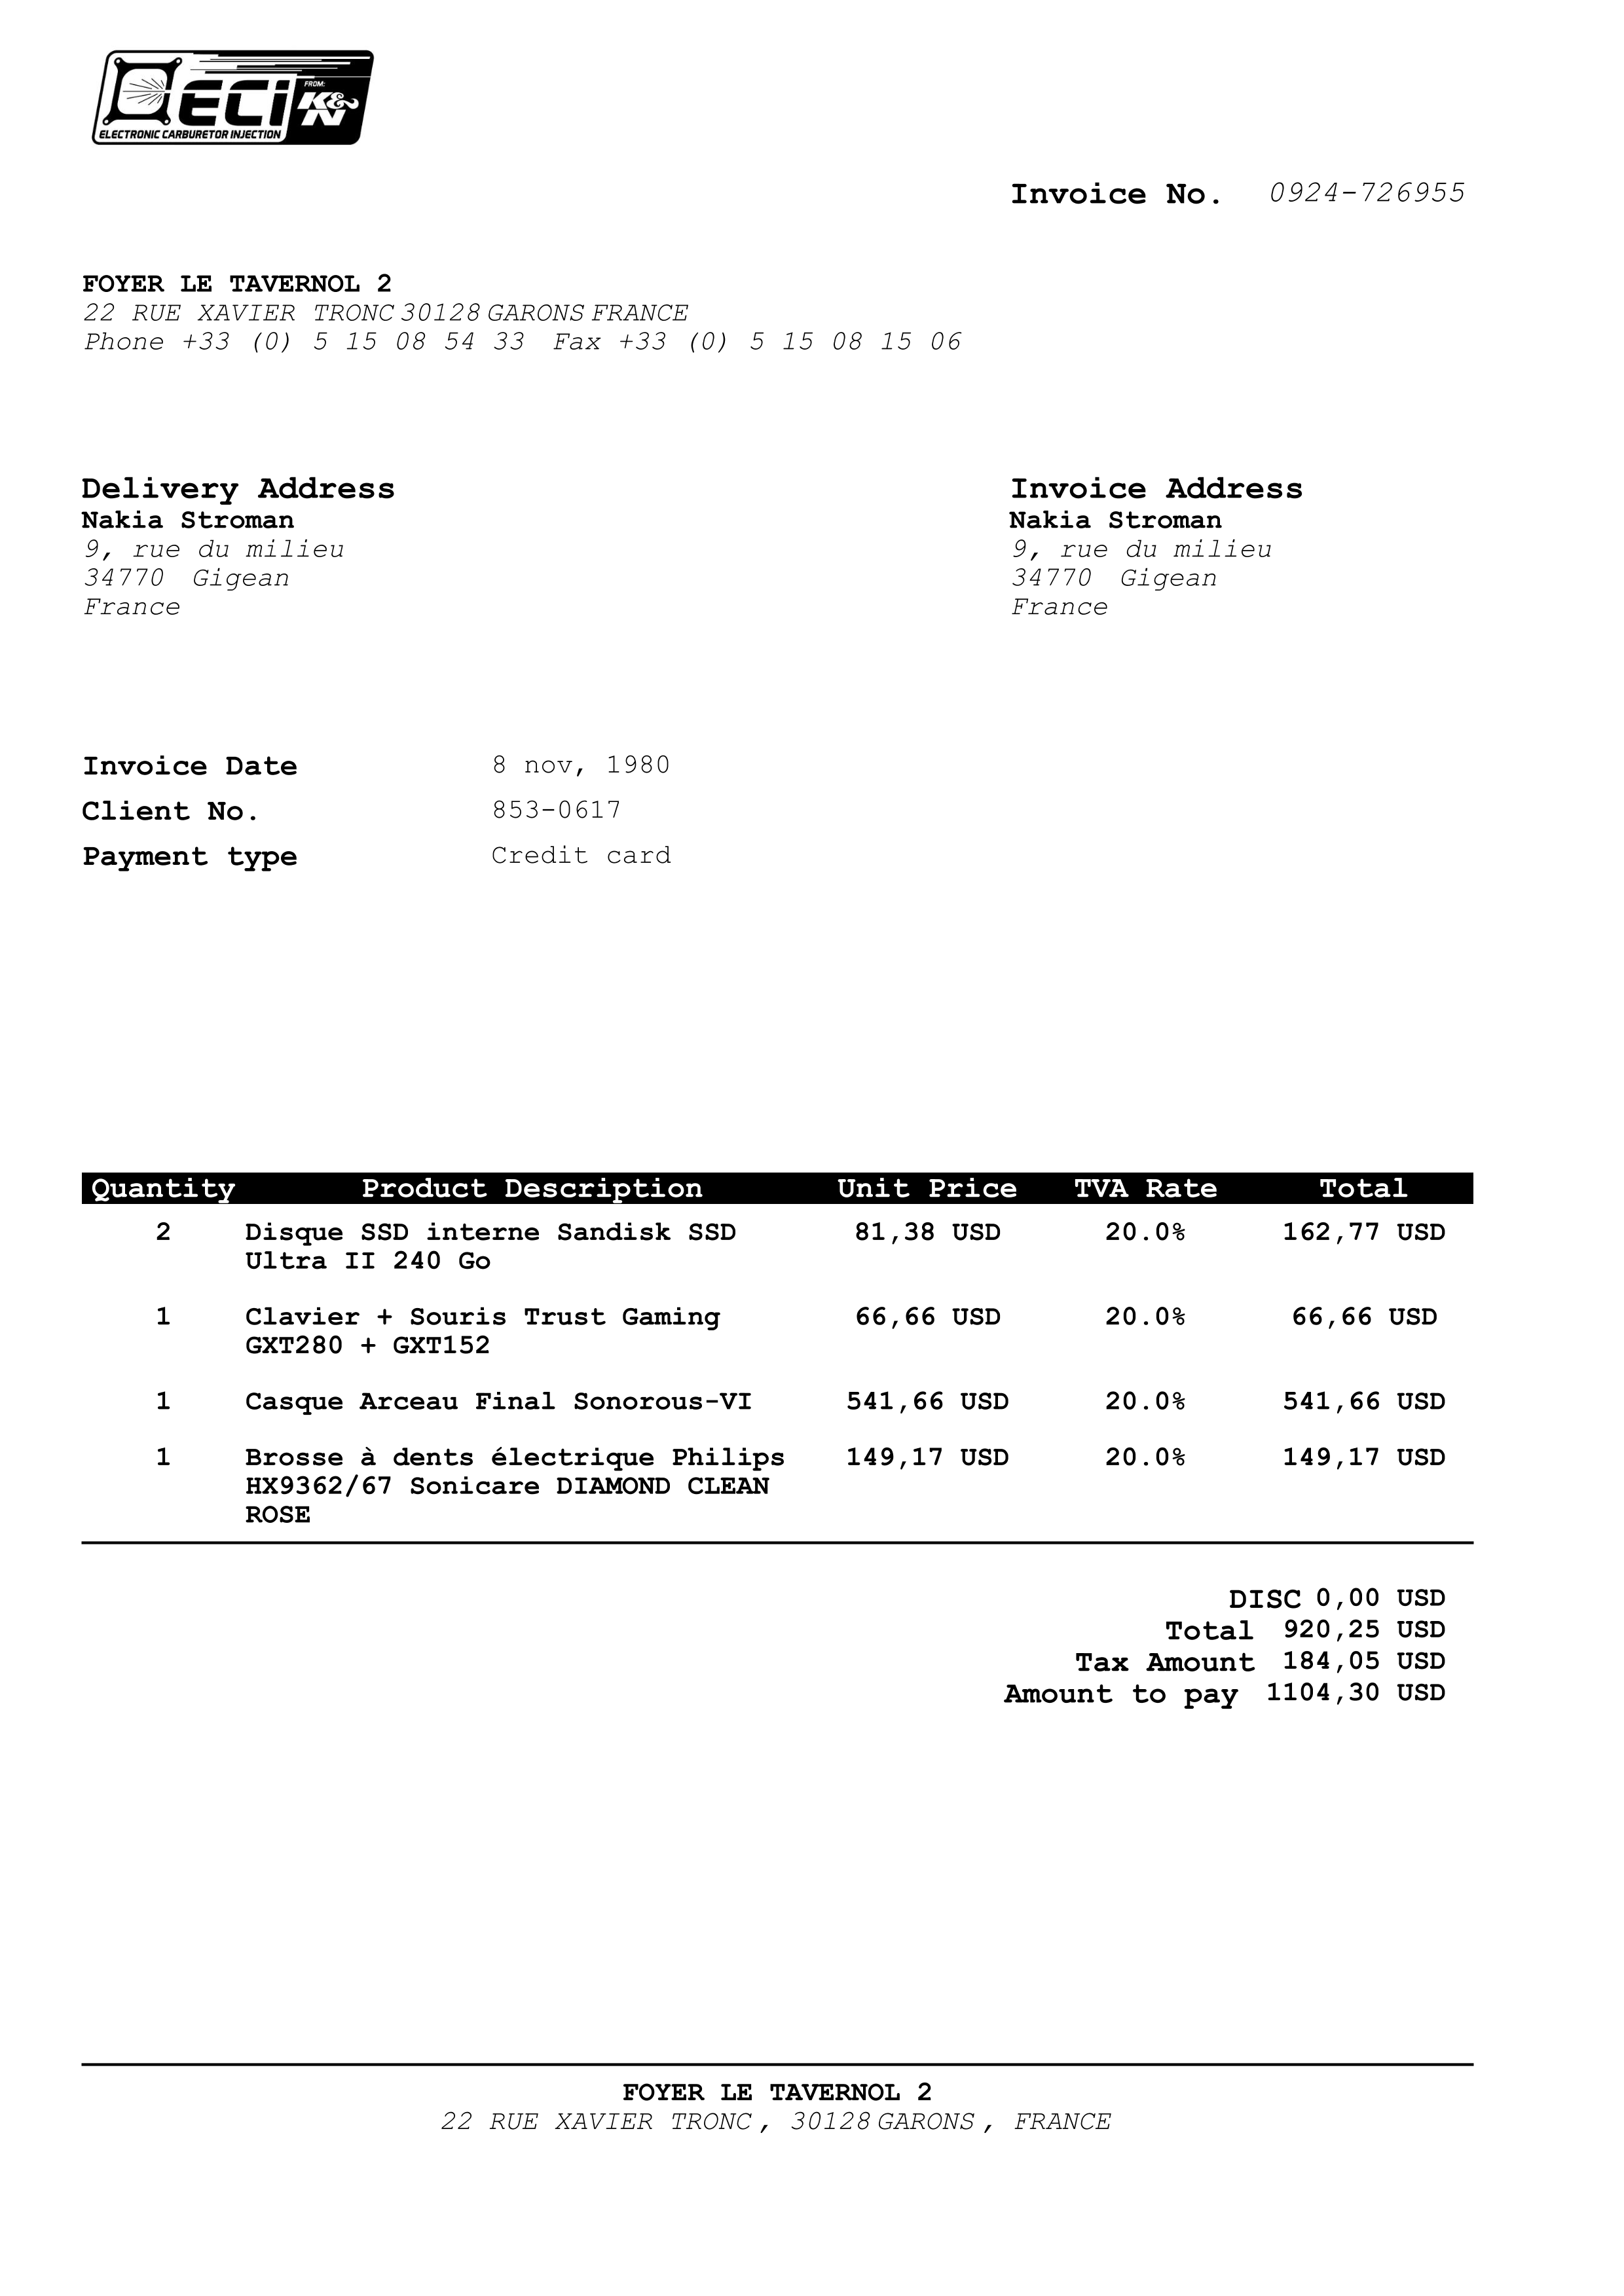 ECi
FROM:
K&N
ELECTRONIC CARBURETOR INJECTION
Invoice No. 0924-726955
FOYER LE TAVERNOL 2
22 RUE XAVIER TRONC 30128 GARONS FRANCE
Phone +33 (0) 5 15 08 54 33 Fax +33 (0) 5 15 08 15 06
Delivery Address
Nakia Stroman
9, rue du milieu
34770 Gigean
France
Invoice Address
Nakia Stroman
9, rue du milieu
34770 Gigean
France
Invoice Date 8 nov, 1980
Client No. 853-0617
Payment type Credit card
Quantity Product Description Unit Price TVA Rate Total
2 Disque SSD interne Sandisk SSD 81,38 USD 20.0% 162,77 USD
Ultra II 240 Go
1 Clavier + Souris Trust Gaming 66,66 USD 20.0% 66,66 USD
GXT280 + GXT152
1 Casque Arceau Final Sonorous-VI 541,66 USD 20.0% 541,66 USD
1 Brosse à dents électrique Philips 149,17 USD 20.0% 149,17 USD
HX9362/67 Sonicare DIAMOND CLEAN
ROSE
DISC 0,00 USD
Total 920,25 USD
Tax Amount 184,05 USD
Amount to pay 1104,30 USD
FOYER LE TAVERNOL 2
22 RUE XAVIER TRONC , 30128 GARONS , FRANCE